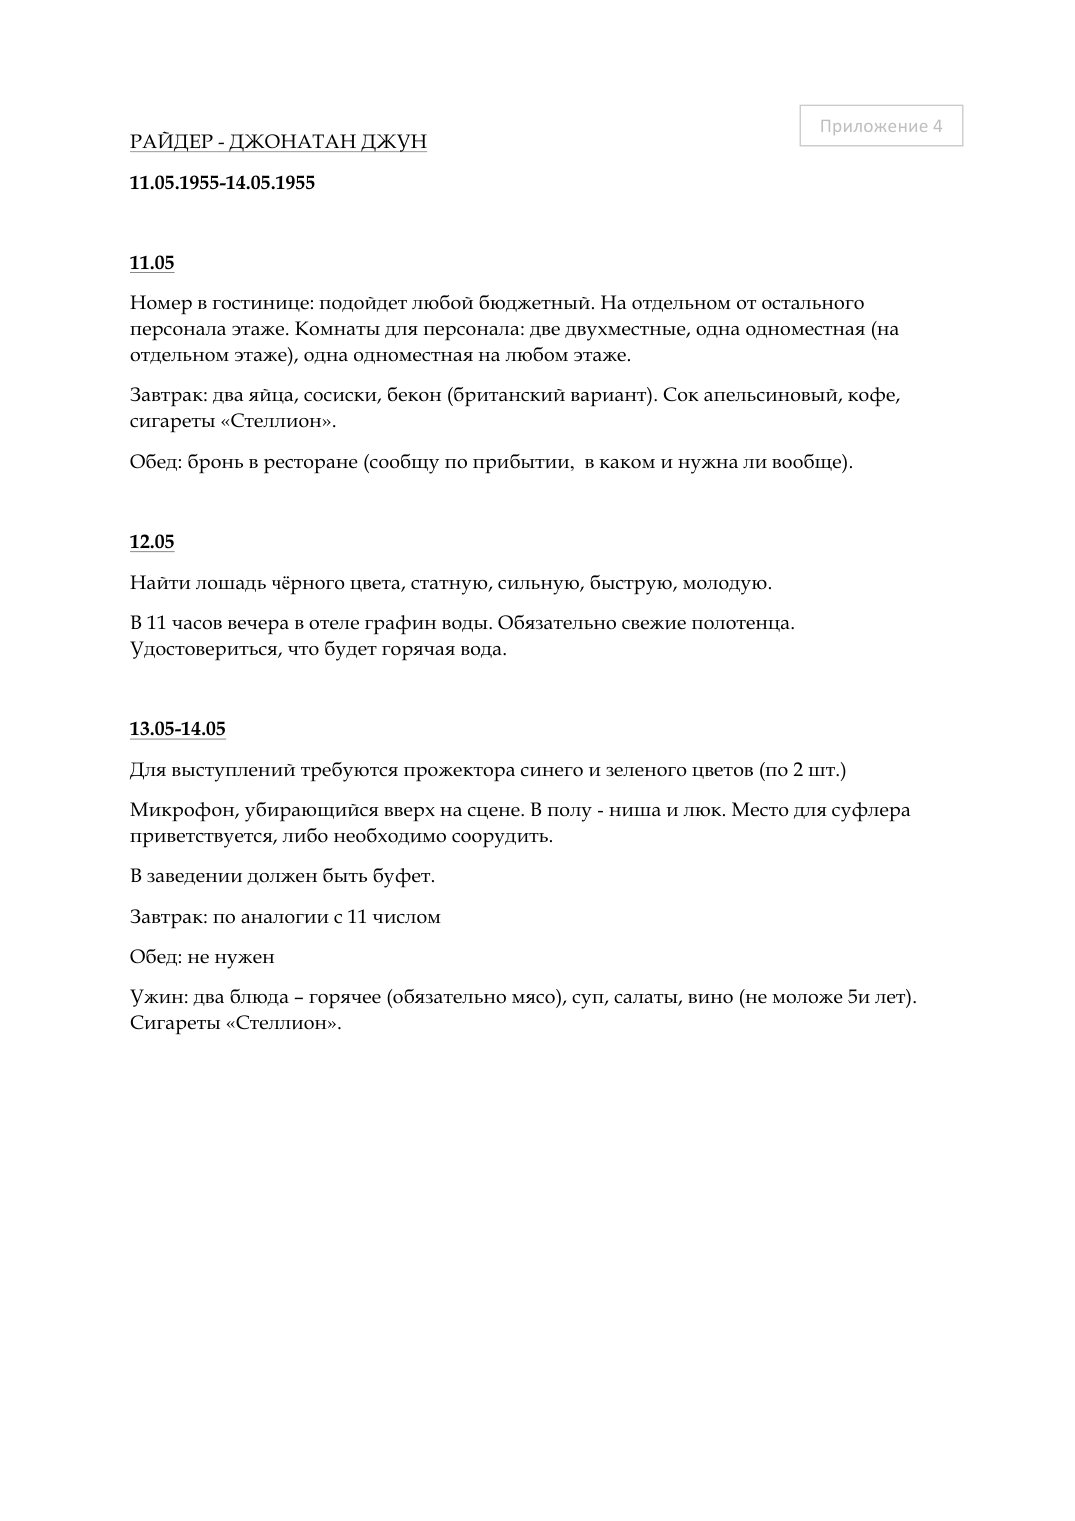 Приложение 4
РАЙДЕР - ДЖОНАТАН ДЖУН
11.05.1955-14.05.1955
11.05
Номер в гостинице: подойдет любой бюджетный. На отдельном от остального
персонала этаже. Комнаты для персонала: две двухместные, одна одноместная (на
отдельном этаже), одна одноместная на любом этаже.
Завтрак: два яйца, сосиски, бекон (британский вариант). Сок апельсиновый, кофе,
сигареты «Стеллион».
Обед: бронь в ресторане (сообщу по прибытии,  в каком и нужна ли вообще).
12.05
Найти лошадь чёрного цвета, статную, сильную, быструю, молодую.
В 11 часов вечера в отеле графин воды. Обязательно свежие полотенца.
Удостовериться, что будет горячая вода.
13.05-14.05
Для выступлений требуются прожектора синего и зеленого цветов (по 2 шт.)
Микрофон, убирающийся вверх на сцене. В полу - ниша и люк. Место для суфлера
приветствуется, либо необходимо соорудить.
В заведении должен быть буфет.
Завтрак: по аналогии с 11 числом
Обед: не нужен
Ужин: два блюда – горячее (обязательно мясо), суп, салаты, вино (не моложе 5и лет).
Сигареты «Стеллион».